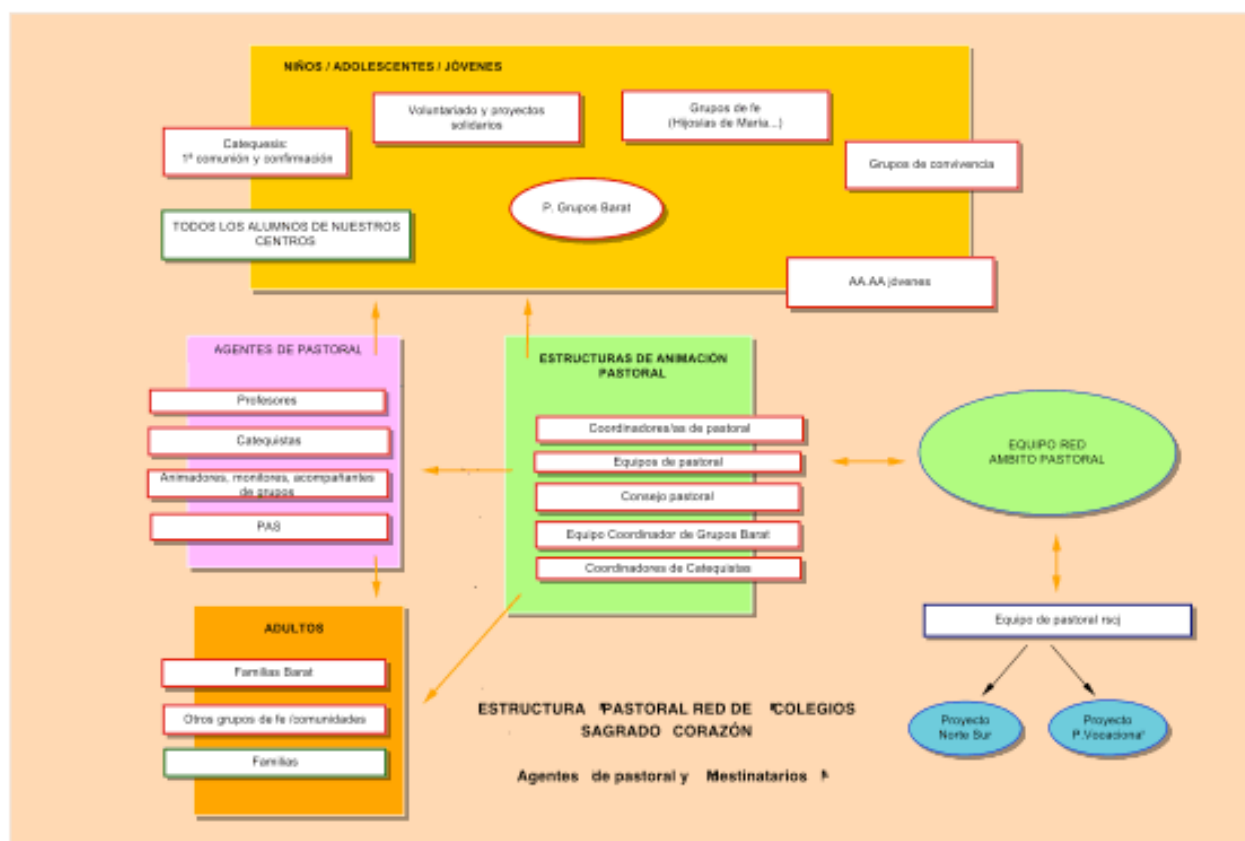 NIÑOS / ADOLESCENTES / JÓVENES
Voluntariado y proyectos
solidarios
Grupos de fe
(Hijos/as de María...)
Catequesis:
1ª comunión y confirmación
Grupos de convivencia
P. Grupos Barat
TODOS LOS ALUMNOS DE NUESTROS
CENTROS
AA.AA jóvenes
AGENTES DE PASTORAL
Profesores
Catequistas
Animadores, monitores, acompañantes
de grupos
PAS
ESTRUCTURAS DE ANIMACIÓN
PASTORAL
Coordinadores/as de pastoral
Equipos de pastoral
Consejo pastoral
Equipo Coordinador de Grupos Barat
Coordinadores de Catequistas
EQUIPO RED
AMBITO PASTORAL
Equipo de pastoral rscj
Proyecto
Norte Sur
Proyecto
P.Vocacional
ADULTOS
Familias Barat
Otros grupos de fe /comunidades
Familias
ESTRUCTURA PASTORAL RED DE COLEGIOS
SAGRADO CORAZÓN
Agentes de pastoral y